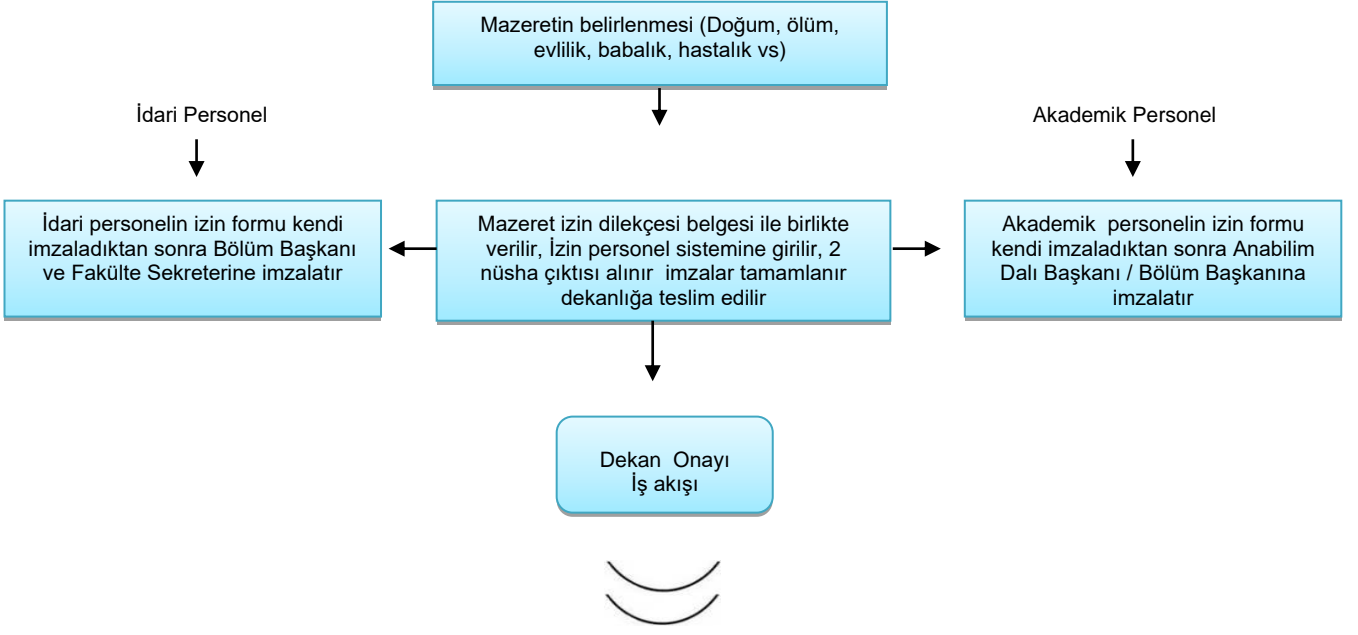 Mazeretin belirlenmesi (Doğum, ölüm,
evlilik, babalık, hastalık vs)
İdari Personel
Akademik Personel
İdari personelin izin formu kendi
imzaladıktan sonra Bölüm Başkanı
ve Fakülte Sekreterine imzalatır
Mazeret izin dilekçesi belgesi ile birlikte
verilir, İzin personel sistemine girilir, 2
nüsha çıktısı alınır imzalar tamamlanır
dekanlığa teslim edilir
Akademik personelin izin formu
kendi imzaladıktan sonra Anabilim
Dalı Başkanı / Bölüm Başkanına
imzalatır
Dekan Onayı
İş akışı